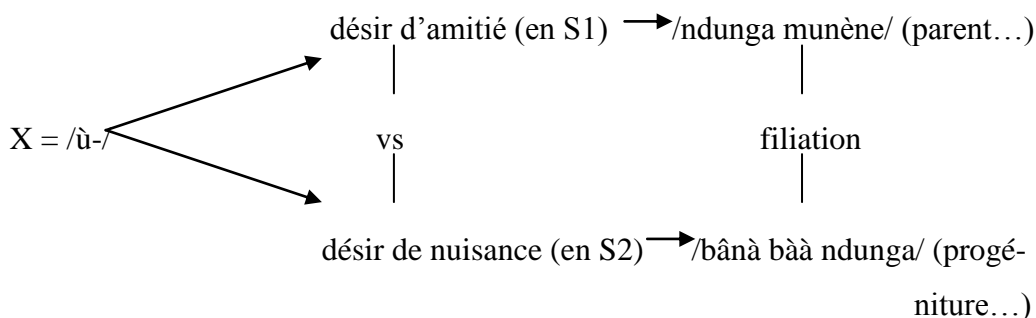 désir d’amitié (en S1) /ndunga munène/ (parent…)
X = /ù-/ vs filiation
désir de nuisance (en S2) /bânà bàà ndunga/ (progé-
niture…)